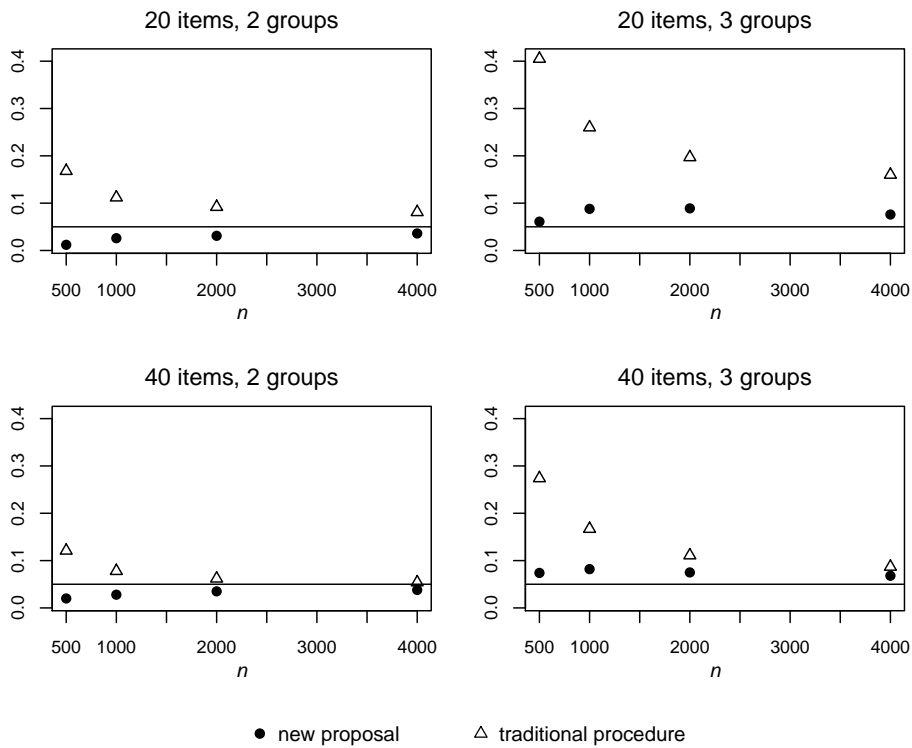 20 items, 2 groups
0.0 0.1 0.2 0.3 0.4
500 1000 2000 3000 4000
n
20 items, 3 groups
0.0 0.1 0.2 0.3 0.4
500 1000 2000 3000 4000
n
40 items, 2 groups
0.0 0.1 0.2 0.3 0.4
500 1000 2000 3000 4000
n
40 items, 3 groups
0.0 0.1 0.2 0.3 0.4
500 1000 2000 3000 4000
n
new proposal
traditional procedure